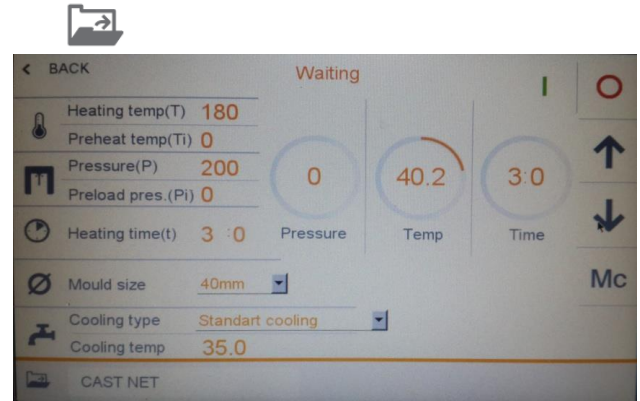 < BACK
Waiting
I O
Heating temp(T) 180
Preheat temp(Ti) 0
Pressure(P) 200
Preload pres.(Pi) 0
Heating time(t) 3 :0
0 40.2 3:0
Pressure Temp Time
Mould size 40mm
Mc
Cooling type Standart cooling
Cooling temp 35.0
CAST NET